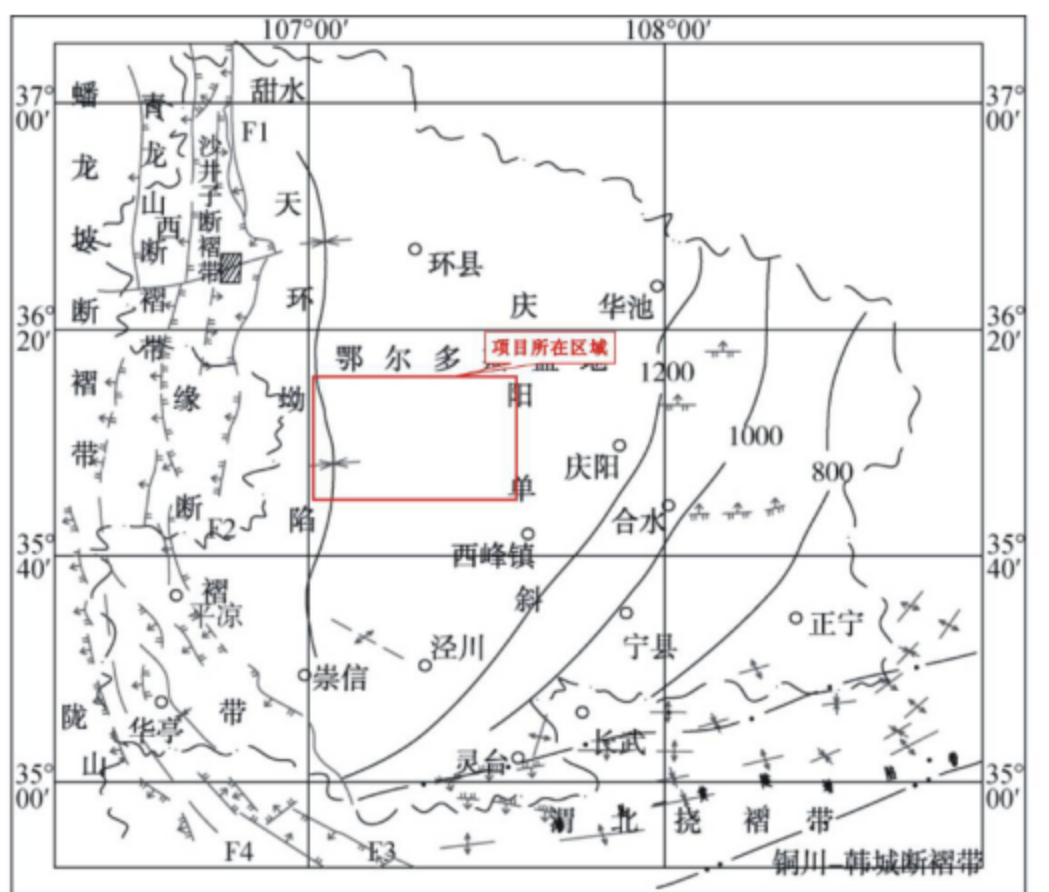 107°00′ 108°00′
37°00′ 37°00′
甜水
F1
蟠龙坡断褶带
青龙山断褶带
沙井子断褶带
西缘断褶带
天环坳陷
环县
华池
36°20′ 36°20′
鄂尔多 盆地
项目所在区域
庆阳单斜
1200
1000
800
庆阳
合水
F2
35°40′ 35°40′
西峰镇
平凉
泾川
宁县
正宁
崇信
陇山
华亭
长武
灵台
35°00′ 35°00′
渭北挠褶带
F4
F3
铜川-韩城断褶带